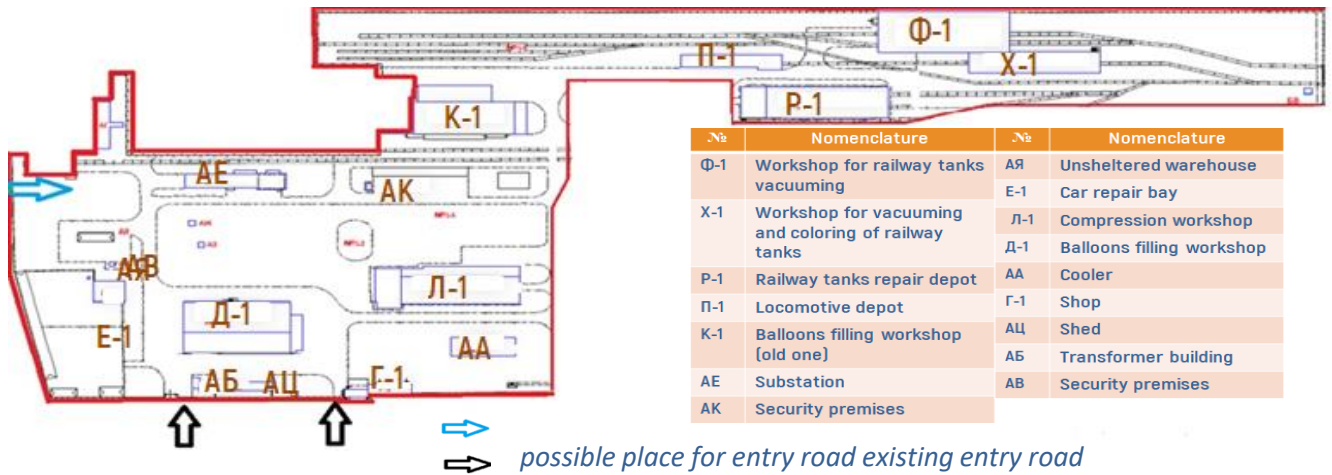 Ф-1
П-1
Х-1
Р-1
К-1
АЕ
АК
АВ
АЯ
Л-1
Д-1
Е-1
АА
АБ
АЦ
Г-1
№ Nomenclature
Ф-1 Workshop for railway tanks
vacuuming
Х-1 Workshop for vacuuming
and coloring of railway
tanks
Р-1 Railway tanks repair depot
П-1 Locomotive depot
К-1 Balloons filling workshop
(old one)
АЕ Substation
АК Security premises
№ Nomenclature
АЯ Unsheltered warehouse
Е-1 Car repair bay
Л-1 Compression workshop
Д-1 Balloons filling workshop
АА Cooler
Г-1 Shop
АЦ Shed
АБ Transformer building
АВ Security premises
possible place for entry road existing entry road